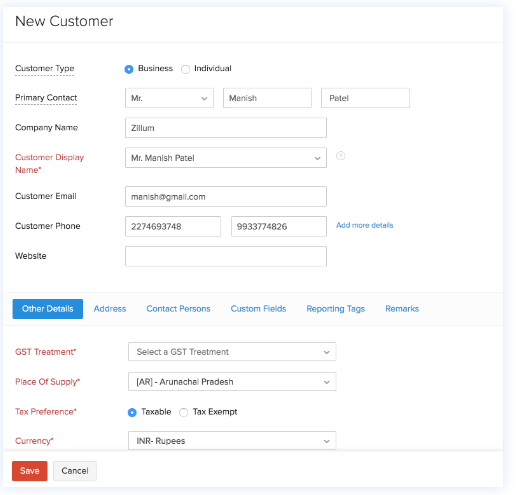 New Customer
Customer Type Business Individual
Primary Contact Mr. Manish Patel
Company Name Zillum
Customer Display Mr. Manish Patel ?
Name*
Customer Email manish@gmail.com
Customer Phone 2274693748 9933774826 Add more details
Website
Other Details Address Contact Persons Custom Fields Reporting Tags Remarks
GST Treatment* Select a GST Treatment
Place Of Supply* [AR] - Arunachal Pradesh
Tax Preference* Taxable Tax Exempt
Currency* INR- Rupees
Save Cancel